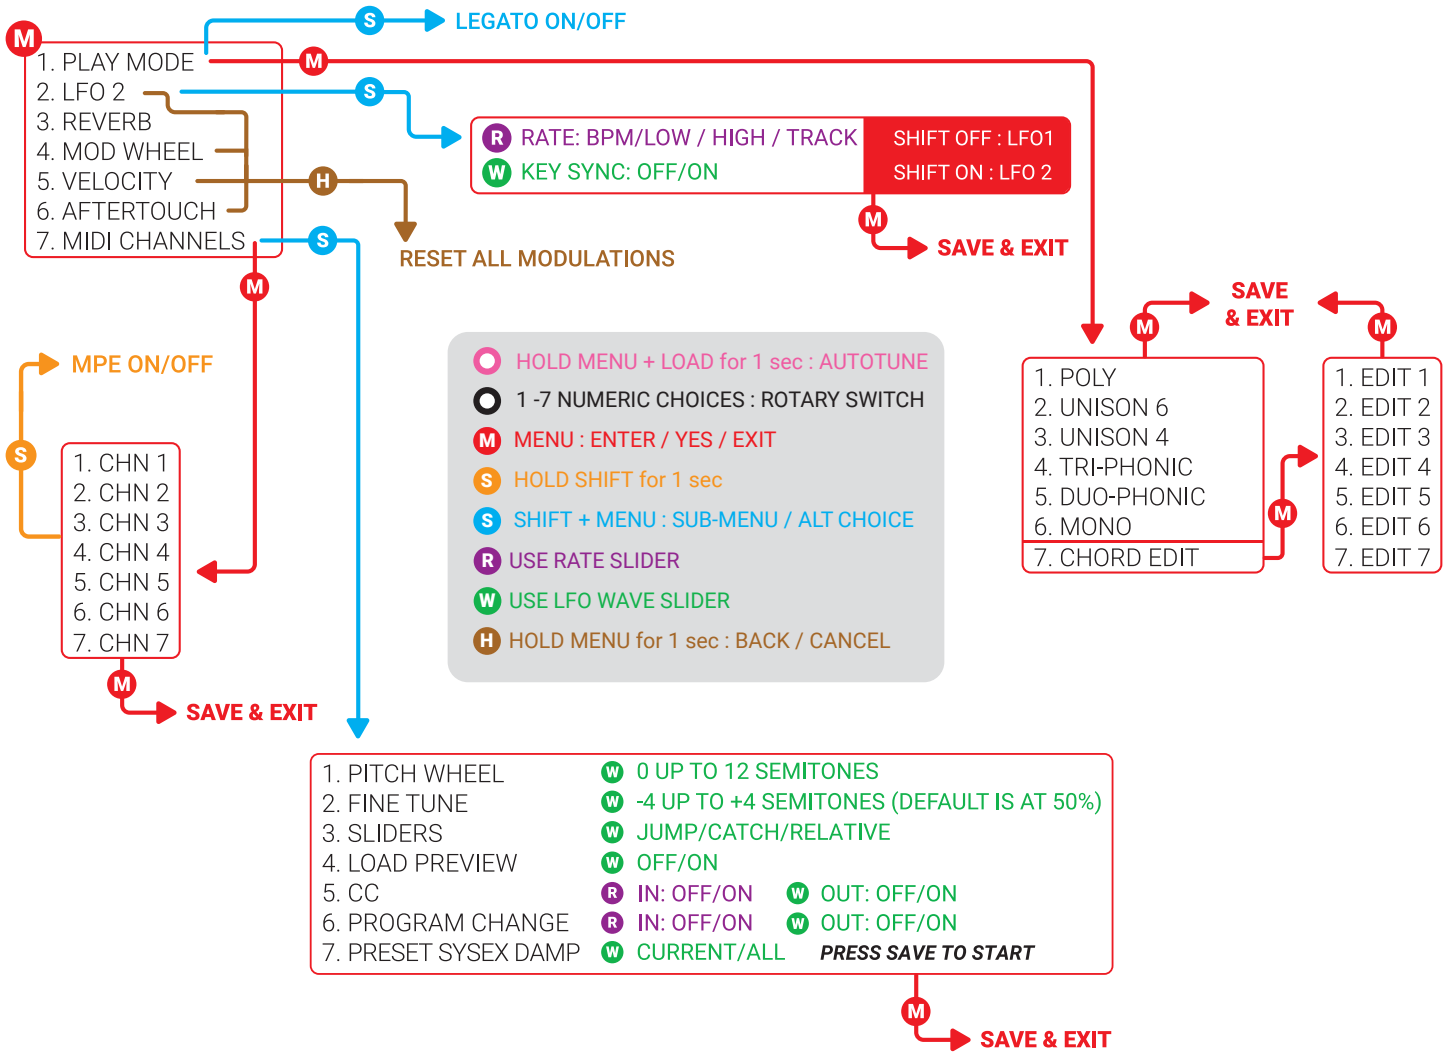 S LEGATO ON/OFF
M
1. PLAY MODE
M
2. LFO 2
S
3. REVERB
4. MOD WHEEL
5. VELOCITY
H
6. AFTERTOUCH
7. MIDI CHANNELS
S
R RATE: BPM/LOW / HIGH / TRACK
SHIFT OFF : LFO1
W KEY SYNC: OFF/ON
SHIFT ON : LFO 2
M
SAVE & EXIT
RESET ALL MODULATIONS
M
MPE ON/OFF
S
1. CHN 1
2. CHN 2
3. CHN 3
4. CHN 4
5. CHN 5
6. CHN 6
7. CHN 7
M
SAVE & EXIT
HOLD MENU + LOAD for 1 sec : AUTOTUNE
1 -7 NUMERIC CHOICES : ROTARY SWITCH
M MENU : ENTER / YES / EXIT
S HOLD SHIFT for 1 sec
S SHIFT + MENU : SUB-MENU / ALT CHOICE
R USE RATE SLIDER
W USE LFO WAVE SLIDER
H HOLD MENU for 1 sec : BACK / CANCEL
SAVE
& EXIT
M
M
1. POLY
2. UNISON 6
3. UNISON 4
4. TRI-PHONIC
5. DUO-PHONIC
6. MONO
7. CHORD EDIT
M
1. EDIT 1
2. EDIT 2
3. EDIT 3
4. EDIT 4
5. EDIT 5
6. EDIT 6
7. EDIT 7
1. PITCH WHEEL W 0 UP TO 12 SEMITONES
2. FINE TUNE W -4 UP TO +4 SEMITONES (DEFAULT IS AT 50%)
3. SLIDERS W JUMP/CATCH/RELATIVE
4. LOAD PREVIEW W OFF/ON
5. CC R IN: OFF/ON W OUT: OFF/ON
6. PROGRAM CHANGE R IN: OFF/ON W OUT: OFF/ON
7. PRESET SYSEX DAMP W CURRENT/ALL PRESS SAVE TO START
M
SAVE & EXIT